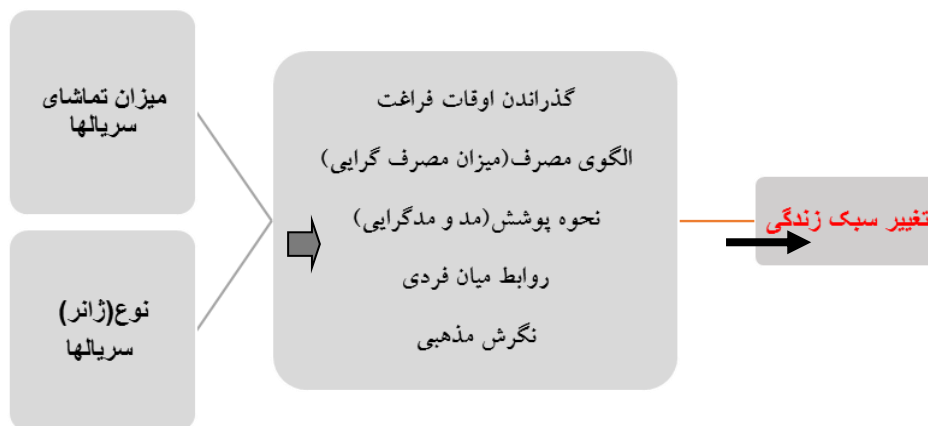 میزان تماشای
سریالها
نوع(ژانر)
سریالها
گذراندن اوقات فراغت
الگوی مصرف(میزان مصرف گرایی)
نحوه پوشش(مد و مدگرایی)
روابط میان فردی
نگرش مذهبی
تغییر سبک زندگی